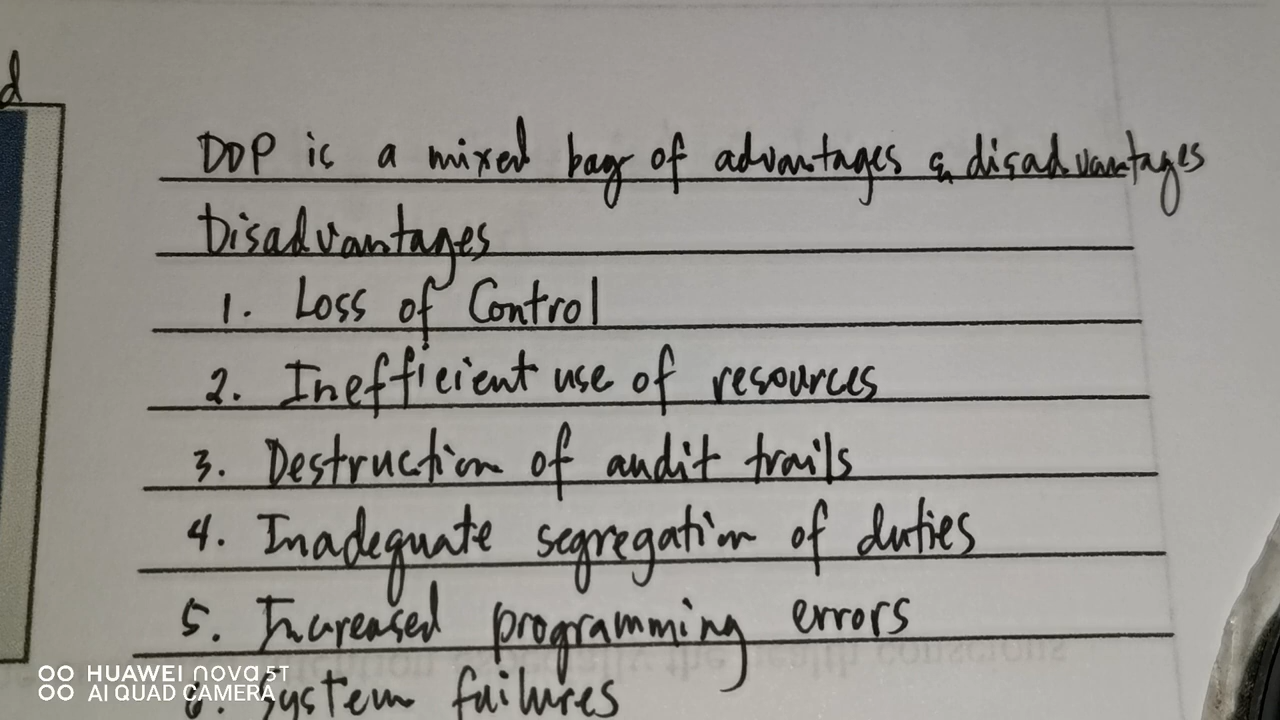 d
DDP is a mixed bag of advantages & disadvantages
Disadvantages
1. Loss of Control
2. Inefficient use of resources
3. Destruction of audit trails
4. Inadequate segregation of duties
5. Increased programming errors
6. System failures
HUAWEI nova 5T
AI QUAD CAMERA